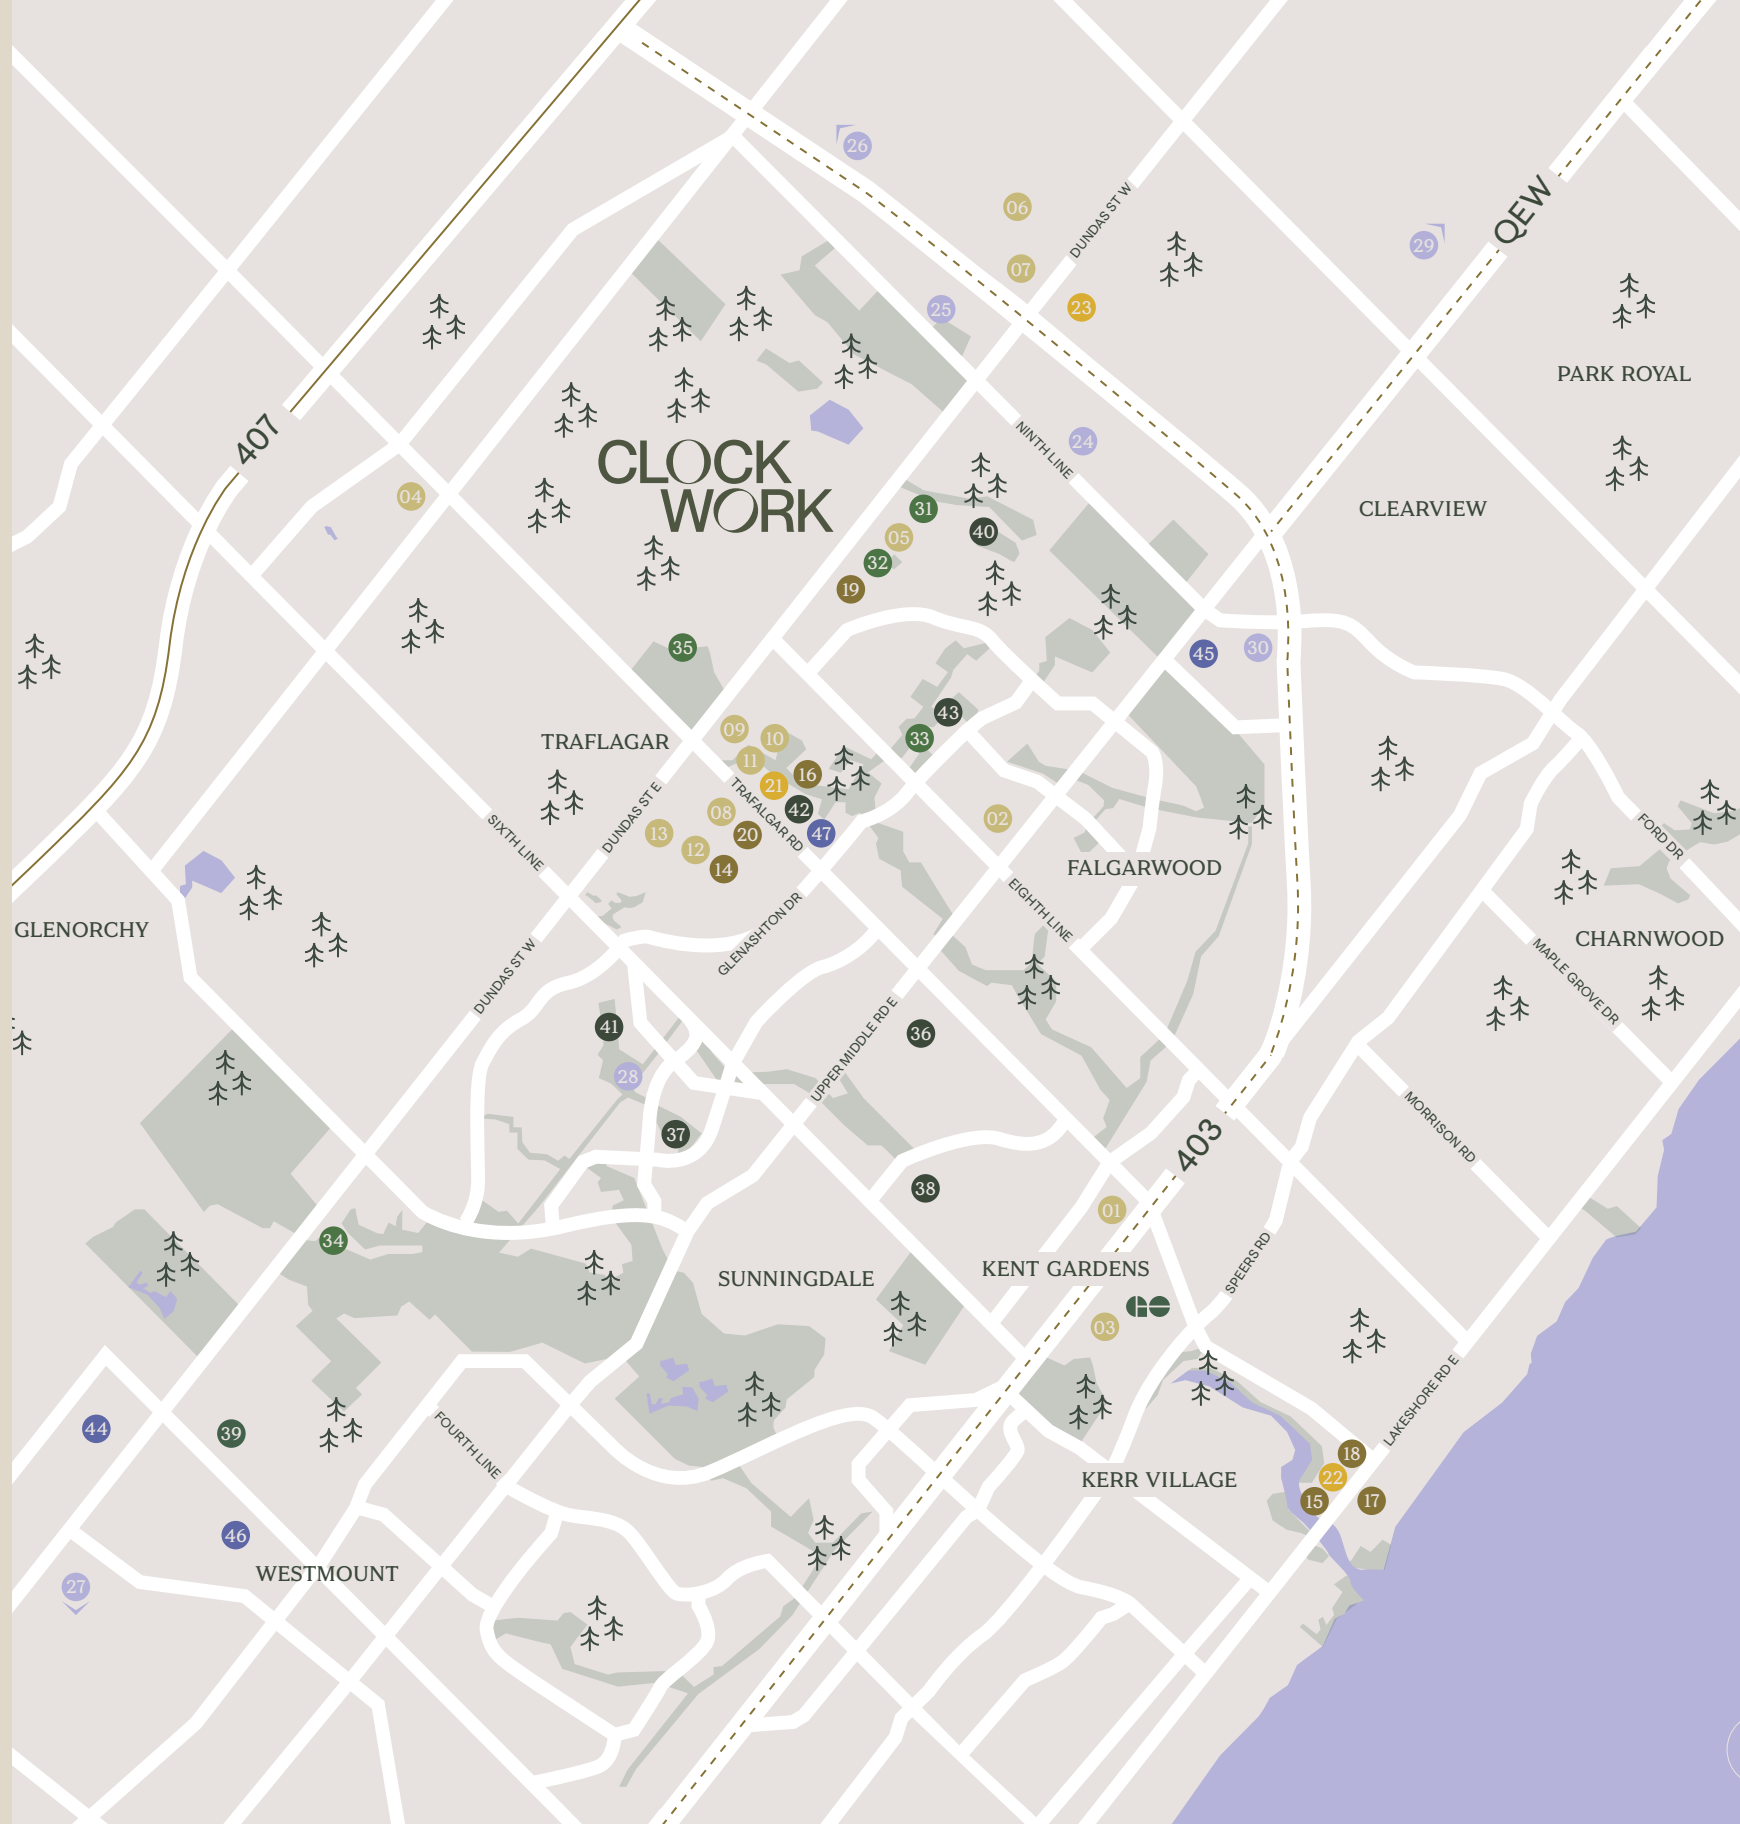 26
06
DUNDAS ST W
QEW
29
07
25
23
PARK ROYAL
407
NINTH LINE
24
CLOCK
WORK
04
CLEARVIEW
31
05
40
32
19
35
45
30
43
09
10
33
TRAFLAGAR
11
16
21
TRAFALGAR RD
42
08
47
13
20
12
14
DUNDAS ST E
02
SIXTH LINE
FORD DR
FALGARWOOD
EIGHTH LINE
GLENORCHY
GLENASHTON DR
CHARNWOOD
MAPLE GROVE DR
DUNDAS ST W
41
36
UPPER MIDDLE RD E
28
37
403
MORRISON RD
38
01
34
SPEERS RD
KENT GARDENS
SUNNINGDALE
03
LAKESHORE RD E
44
39
FOURTH LINE
18
KERR VILLAGE
22
15
17
46
WESTMOUNT
27